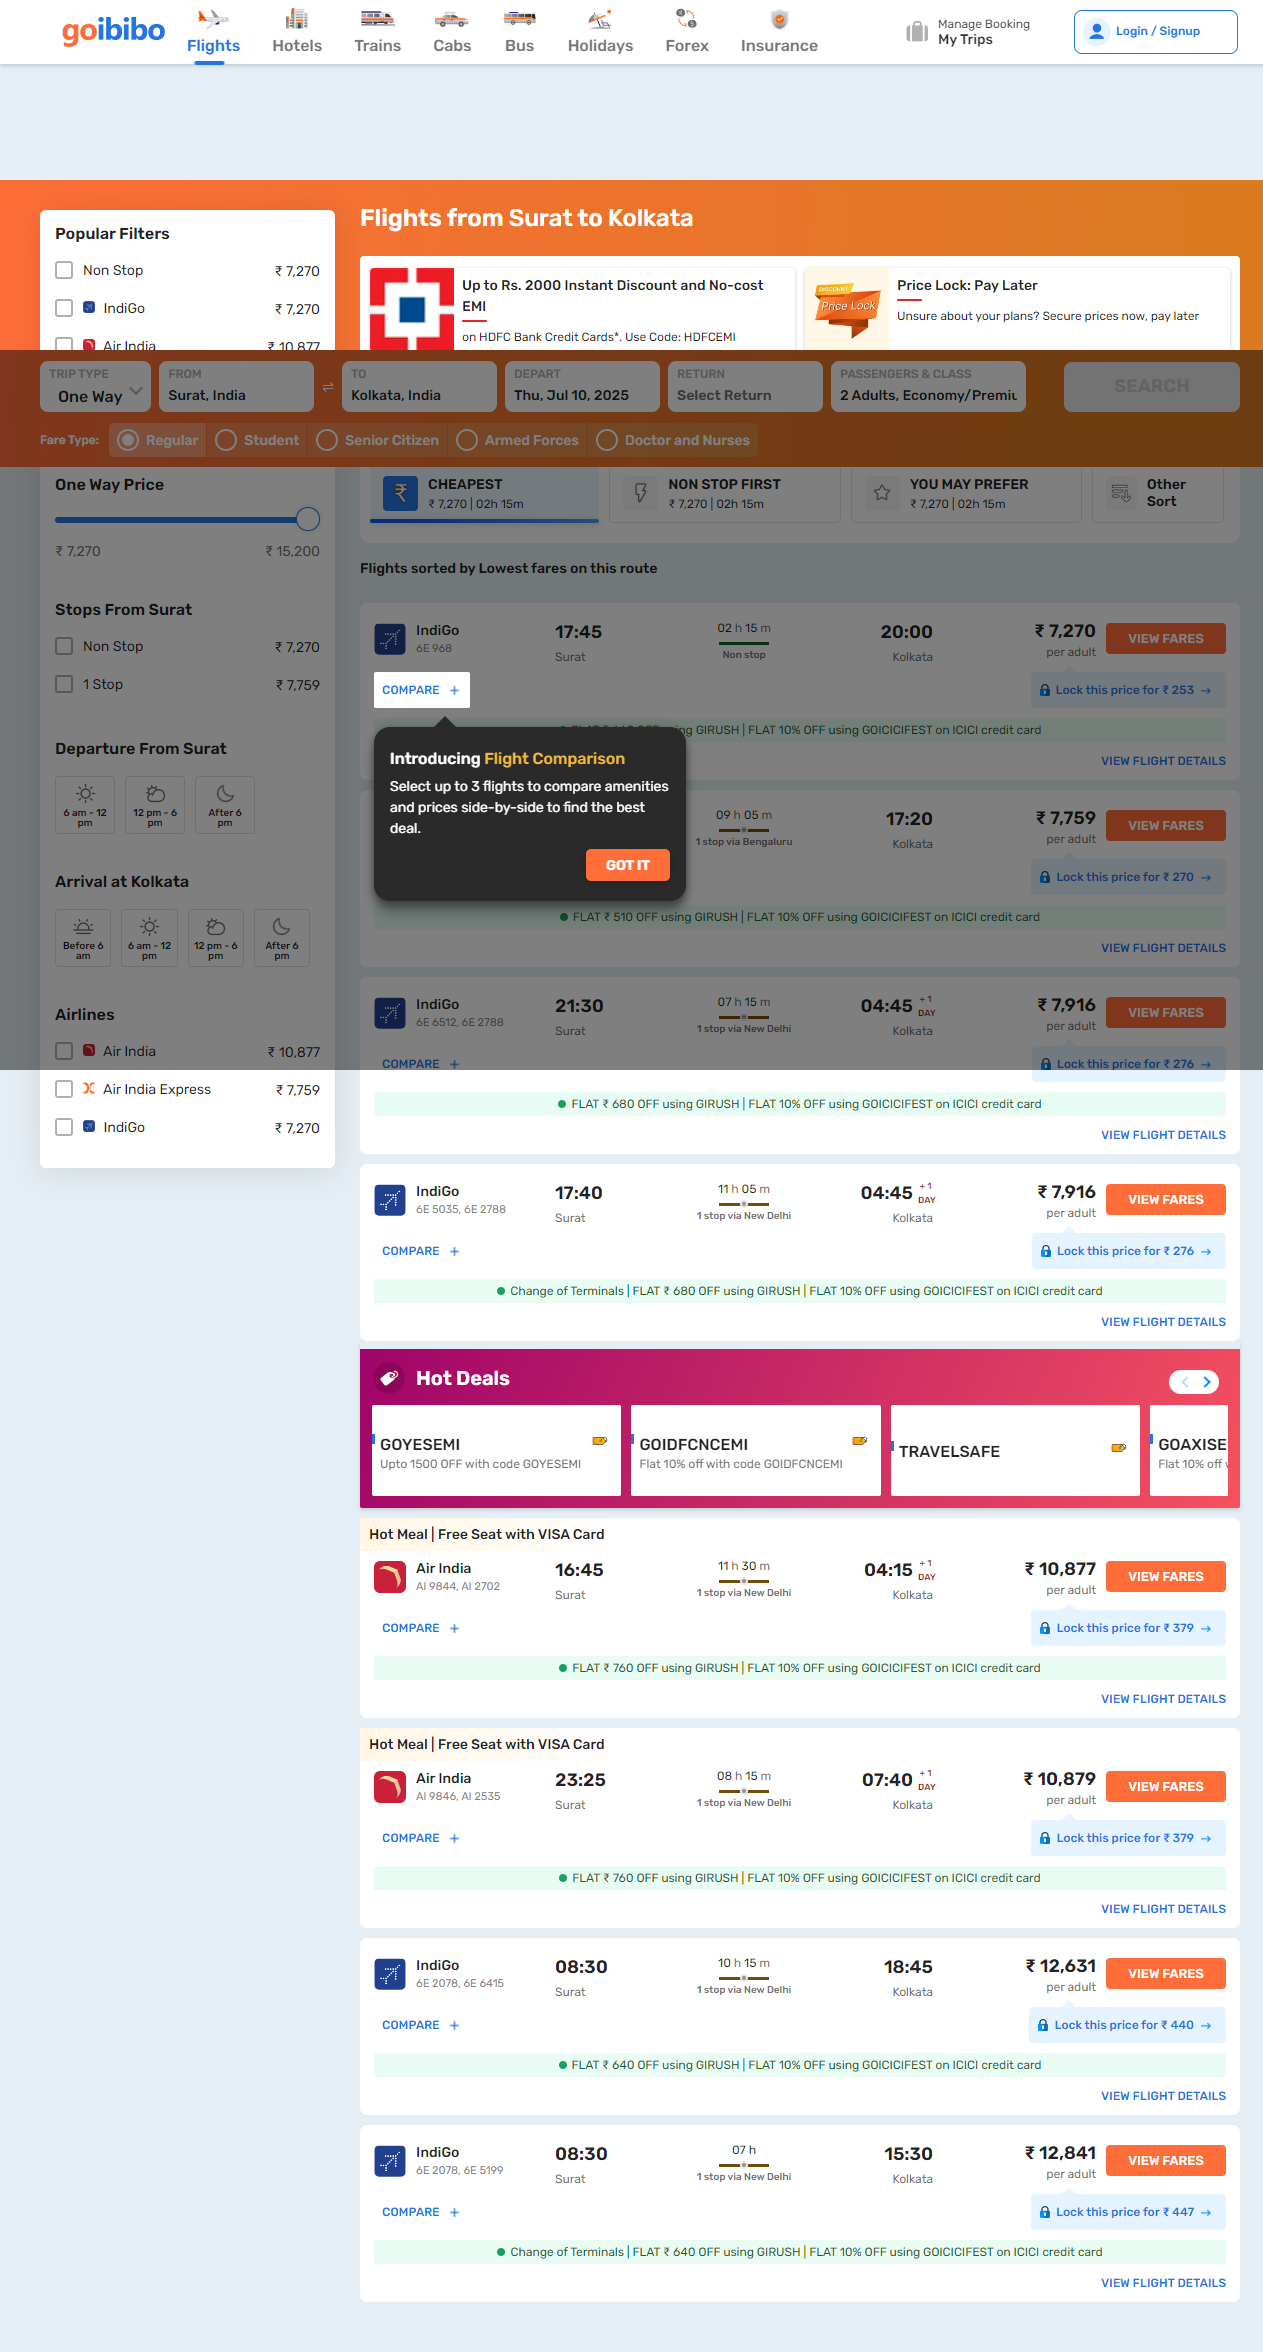 goibibo
Flights
Hotels
Trains
Cabs
Bus
Holidays
Forex
Insurance
Manage Booking
My Trips
Login / Signup
Flights from Surat to Kolkata
Popular Filters
Non Stop ₹ 7,270
IndiGo ₹ 7,270
Air India ₹ 10,877
Up to Rs. 2000 Instant Discount and No-cost
EMI
on HDFC Bank Credit Cards*. Use Code: HDFCEMI
DISCOUNT
Price Lock
Price Lock: Pay Later
Unsure about your plans? Secure prices now, pay later
TRIP TYPE
One Way
FROM
Surat, India
TO
Kolkata, India
DEPART
Thu, Jul 10, 2025
RETURN
Select Return
PASSENGERS & CLASS
2 Adults, Economy/Premiu
SEARCH
Fare Type: Regular Student Senior Citizen Armed Forces Doctor and Nurses
One Way Price
₹ 7,270 ₹ 15,200
Stops From Surat
Non Stop ₹ 7,270
1 Stop ₹ 7,759
Departure From Surat
6 am - 12
pm
12 pm - 6
pm
After 6
pm
Arrival at Kolkata
Before 6
am
6 am - 12
pm
12 pm - 6
pm
After 6
pm
Airlines
Air India ₹ 10,877
Air India Express ₹ 7,759
IndiGo ₹ 7,270
CHEAPEST
₹ 7,270 | 02h 15m
NON STOP FIRST
₹ 7,270 | 02h 15m
YOU MAY PREFER
₹ 7,270 | 02h 15m
Other
Sort
Flights sorted by Lowest fares on this route
IndiGo 17:45 02 h 15 m 20:00 ₹ 7,270 VIEW FARES
6E 968 Surat Non stop Kolkata per adult
COMPARE + Lock this price for ₹ 253 →
using GIRUSH | FLAT 10% OFF using GOICICIFEST on ICICI credit card
VIEW FLIGHT DETAILS
Introducing Flight Comparison
Select up to 3 flights to compare amenities
and prices side-by-side to find the best
deal.
GOT IT
09 h 05 m 17:20 ₹ 7,759 VIEW FARES
1 stop via Bengaluru Kolkata per adult
Lock this price for ₹ 270 →
FLAT ₹ 510 OFF using GIRUSH | FLAT 10% OFF using GOICICIFEST on ICICI credit card
VIEW FLIGHT DETAILS
IndiGo 21:30 07 h 15 m 04:45 +1 DAY ₹ 7,916 VIEW FARES
6E 6512, 6E 2788 Surat 1 stop via New Delhi Kolkata per adult
COMPARE + Lock this price for ₹ 276 →
FLAT ₹ 680 OFF using GIRUSH | FLAT 10% OFF using GOICICIFEST on ICICI credit card
VIEW FLIGHT DETAILS
IndiGo 17:40 11 h 05 m 04:45 +1 DAY ₹ 7,916 VIEW FARES
6E 5035, 6E 2788 Surat 1 stop via New Delhi Kolkata per adult
COMPARE + Lock this price for ₹ 276 →
Change of Terminals | FLAT ₹ 680 OFF using GIRUSH | FLAT 10% OFF using GOICICIFEST on ICICI credit card
VIEW FLIGHT DETAILS
Hot Deals
GOYESEMI
Upto 1500 OFF with code GOYESEMI
GOIDFCNCEMI
Flat 10% off with code GOIDFCNCEMI
TRAVELSAFE
GOAXISE
Flat 10% off
Hot Meal | Free Seat with VISA Card
Air India 16:45 11 h 30 m 04:15 +1 DAY ₹ 10,877 VIEW FARES
AI 9844, AI 2702 Surat 1 stop via New Delhi Kolkata per adult
COMPARE + Lock this price for ₹ 379 →
FLAT ₹ 760 OFF using GIRUSH | FLAT 10% OFF using GOICICIFEST on ICICI credit card
VIEW FLIGHT DETAILS
Hot Meal | Free Seat with VISA Card
Air India 23:25 08 h 15 m 07:40 +1 DAY ₹ 10,879 VIEW FARES
AI 9846, AI 2535 Surat 1 stop via New Delhi Kolkata per adult
COMPARE + Lock this price for ₹ 379 →
FLAT ₹ 760 OFF using GIRUSH | FLAT 10% OFF using GOICICIFEST on ICICI credit card
VIEW FLIGHT DETAILS
IndiGo 08:30 10 h 15 m 18:45 ₹ 12,631 VIEW FARES
6E 2078, 6E 6415 Surat 1 stop via New Delhi Kolkata per adult
COMPARE + Lock this price for ₹ 440 →
FLAT ₹ 640 OFF using GIRUSH | FLAT 10% OFF using GOICICIFEST on ICICI credit card
VIEW FLIGHT DETAILS
IndiGo 08:30 07 h 15:30 ₹ 12,841 VIEW FARES
6E 2078, 6E 5199 Surat 1 stop via New Delhi Kolkata per adult
COMPARE + Lock this price for ₹ 447 →
Change of Terminals | FLAT ₹ 640 OFF using GIRUSH | FLAT 10% OFF using GOICICIFEST on ICICI credit card
VIEW FLIGHT DETAILS